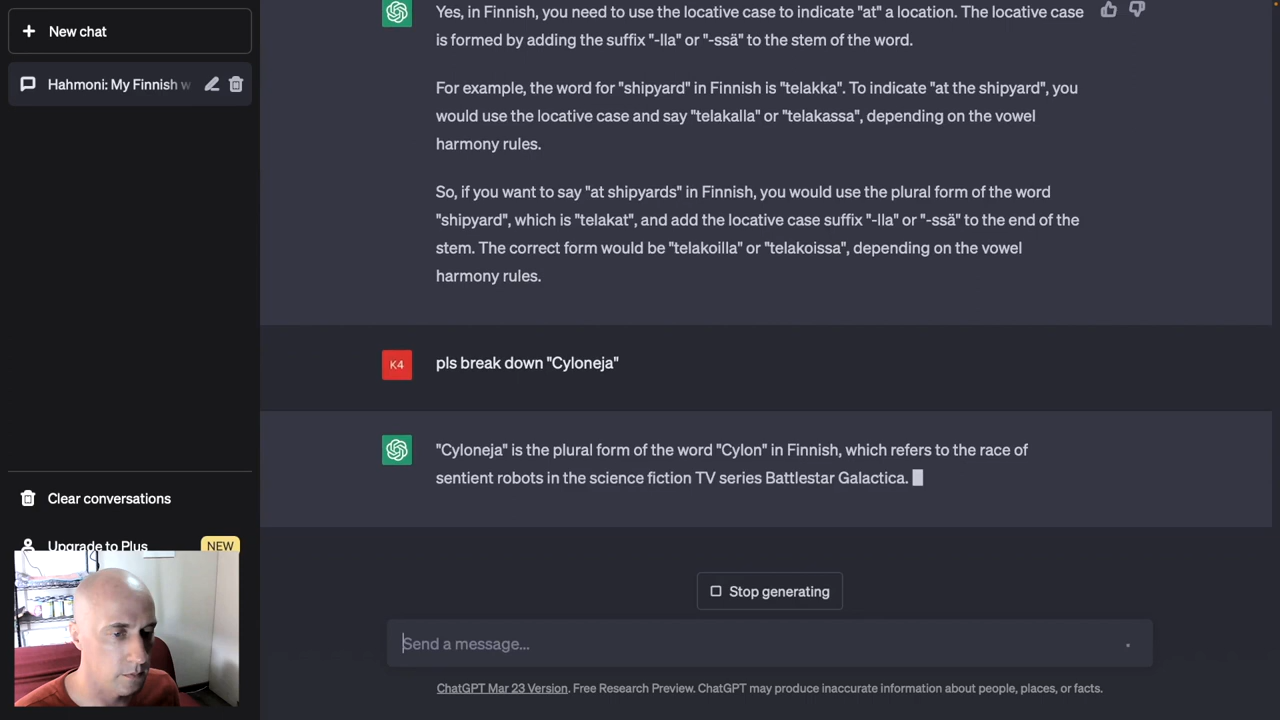 New chat
Hahmoni: My Finnish w
Yes, in Finnish, you need to use the locative case to indicate "at" a location. The locative case
is formed by adding the suffix "-lla" or "-ssä" to the stem of the word.
For example, the word for "shipyard" in Finnish is "telakka". To indicate "at the shipyard", you
would use the locative case and say "telakalla" or "telakassa", depending on the vowel
harmony rules.
So, if you want to say "at shipyards" in Finnish, you would use the plural form of the word
"shipyard", which is "telakat", and add the locative case suffix "-lla" or "-ssä" to the end of the
stem. The correct form would be "telakoilla" or "telakoissa", depending on the vowel
harmony rules.
K4
pls break down "Cyloneja"
"Cyloneja" is the plural form of the word "Cylon" in Finnish, which refers to the race of
sentient robots in the science fiction TV series Battlestar Galactica.
Clear conversations
Upgrade to Plus
NEW
Stop generating
Send a message...
ChatGPT Mar 23 Version. Free Research Preview. ChatGPT may produce inaccurate information about people, places, or facts.